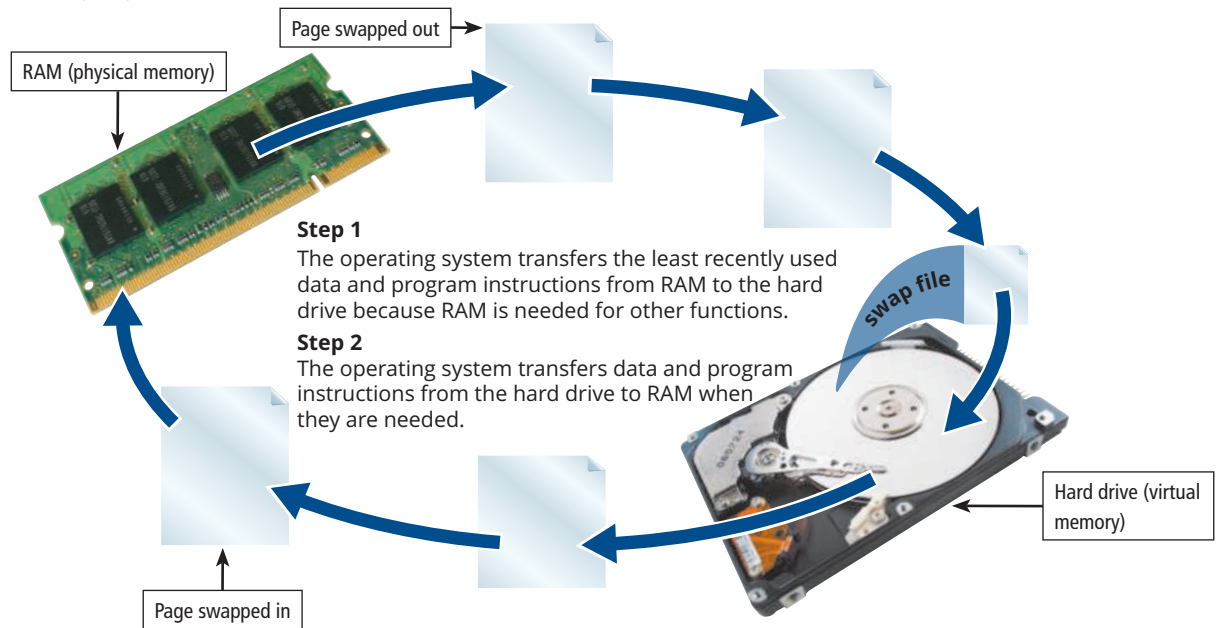 Page swapped out
RAM (physical memory)
Step 1
The operating system transfers the least recently used
data and program instructions from RAM to the hard
drive because RAM is needed for other functions.
swap file
Step 2
The operating system transfers data and program
instructions from the hard drive to RAM when
they are needed.
080724
Hard drive (virtual
memory)
Page swapped in